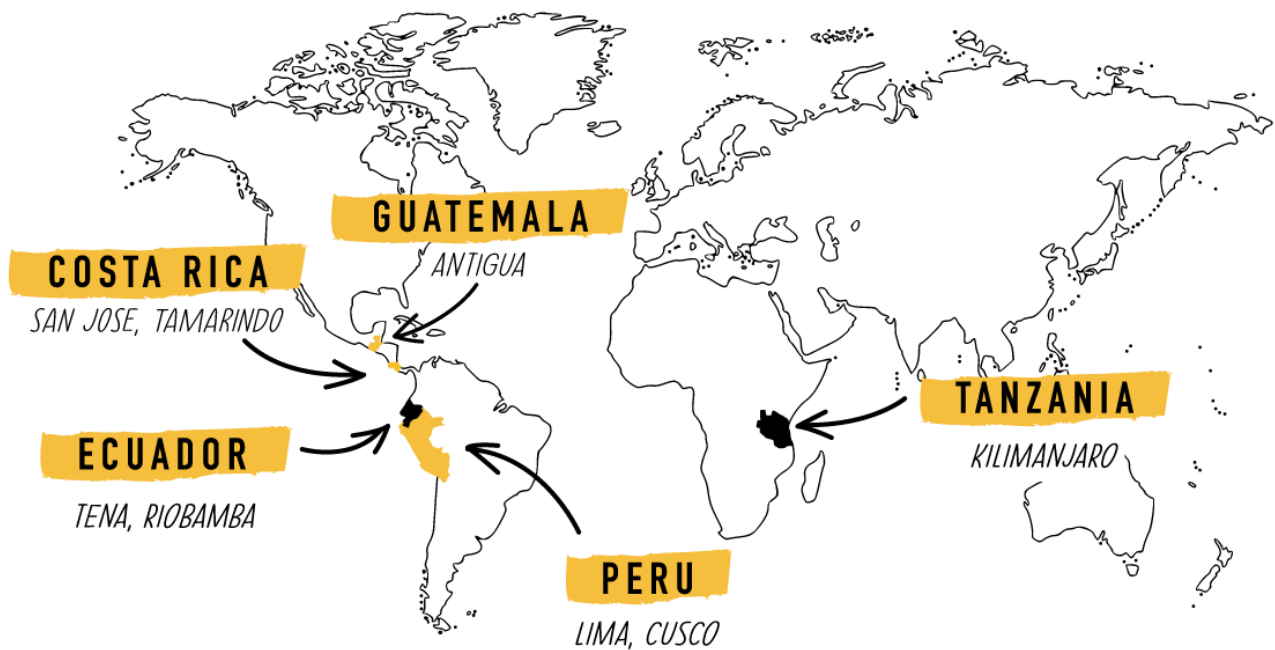 GUATEMALA
ANTIGUA
COSTA RICA
SAN JOSE, TAMARINDO
TANZANIA
KILIMANJARO
ECUADOR
TENA, RIOBAMBA
PERU
LIMA, CUSCO